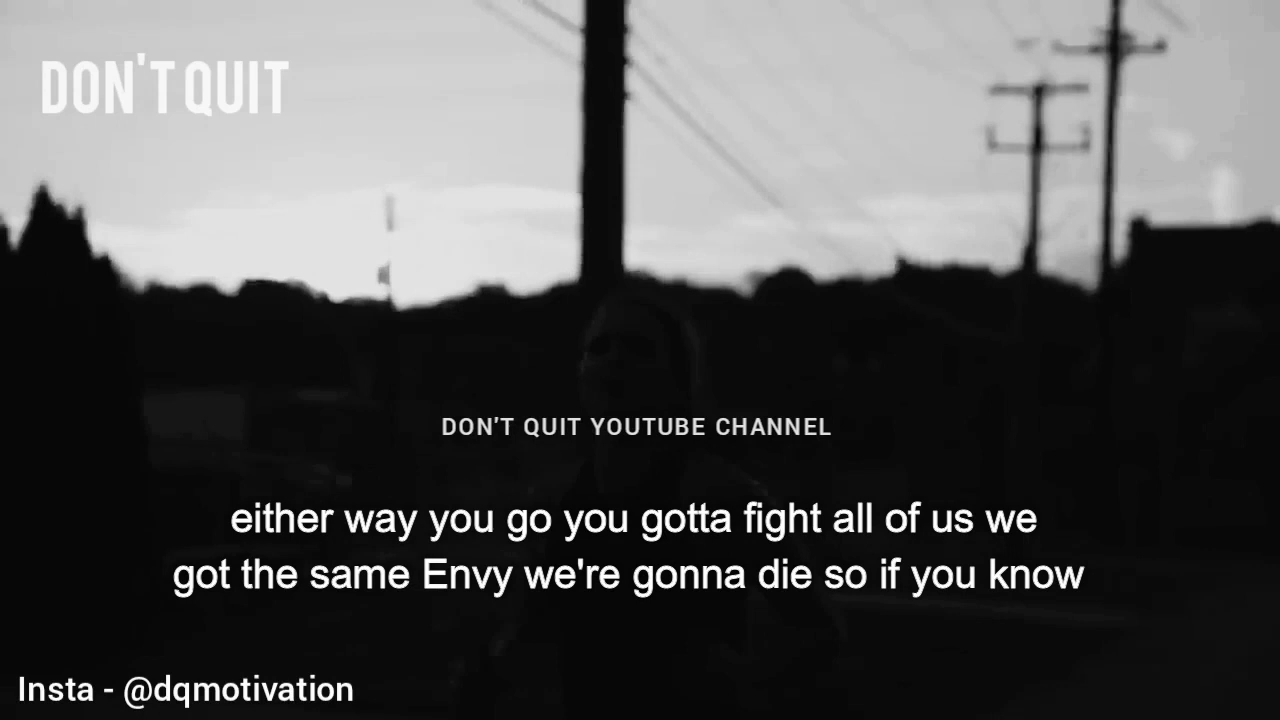 DON'T QUIT
DON'T QUIT YOUTUBE CHANNEL
either way you go you gotta fight all of us we
got the same Envy we're gonna die so if you know
Insta - @dqmotivation